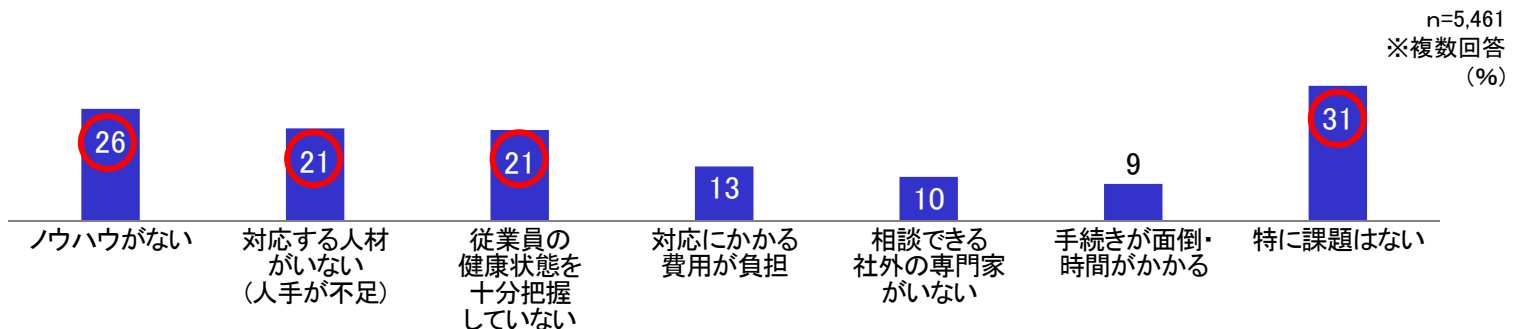 n=5,461
※複数回答
(%)
26
21
21
13
10
9
31
ノウハウがない
対応する人材
がいない
(人手が不足)
従業員の
健康状態を
十分把握
していない
対応にかかる
費用が負担
相談できる
社外の専門家
がいない
手続きが面倒・
時間がかかる
特に課題はない